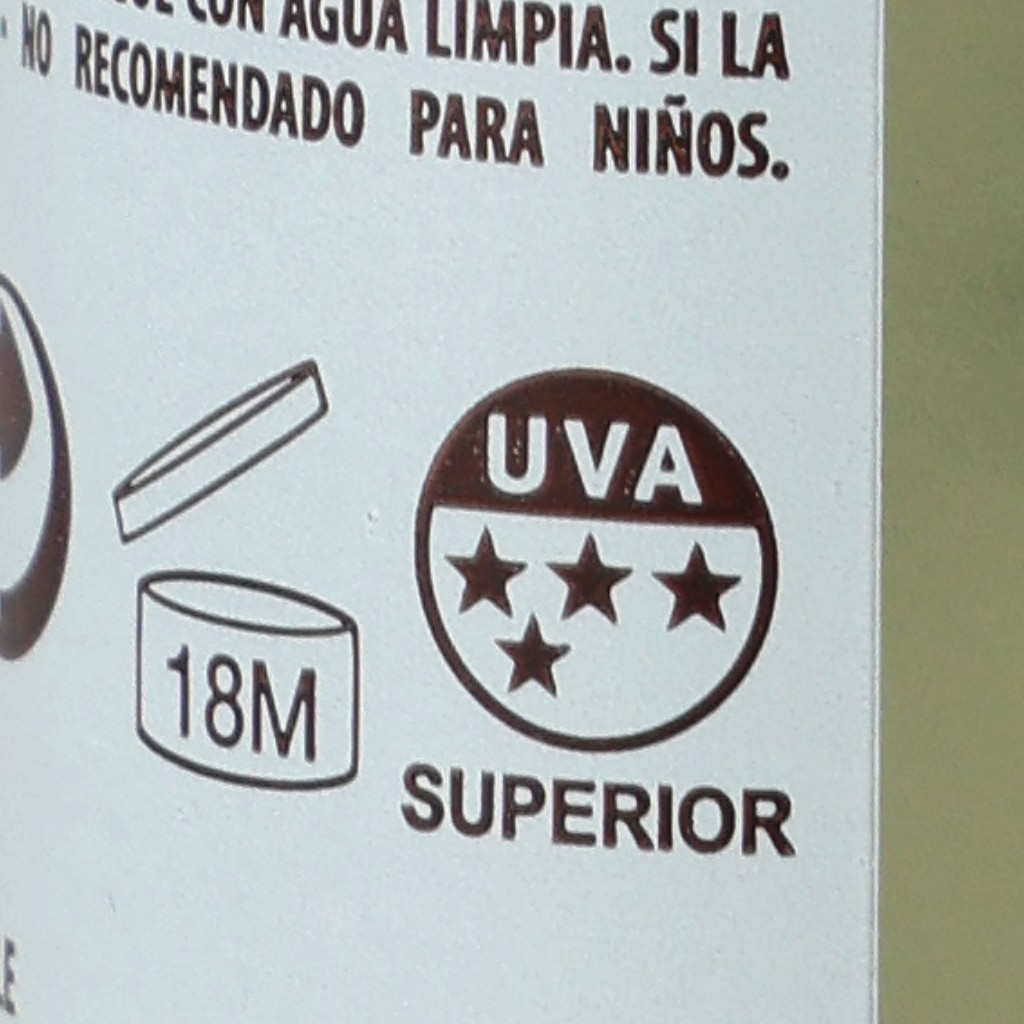 CON AGUA LIMPIA. SI LA
NO RECOMENDADO PARA NIÑOS.
UVA
18M
SUPERIOR